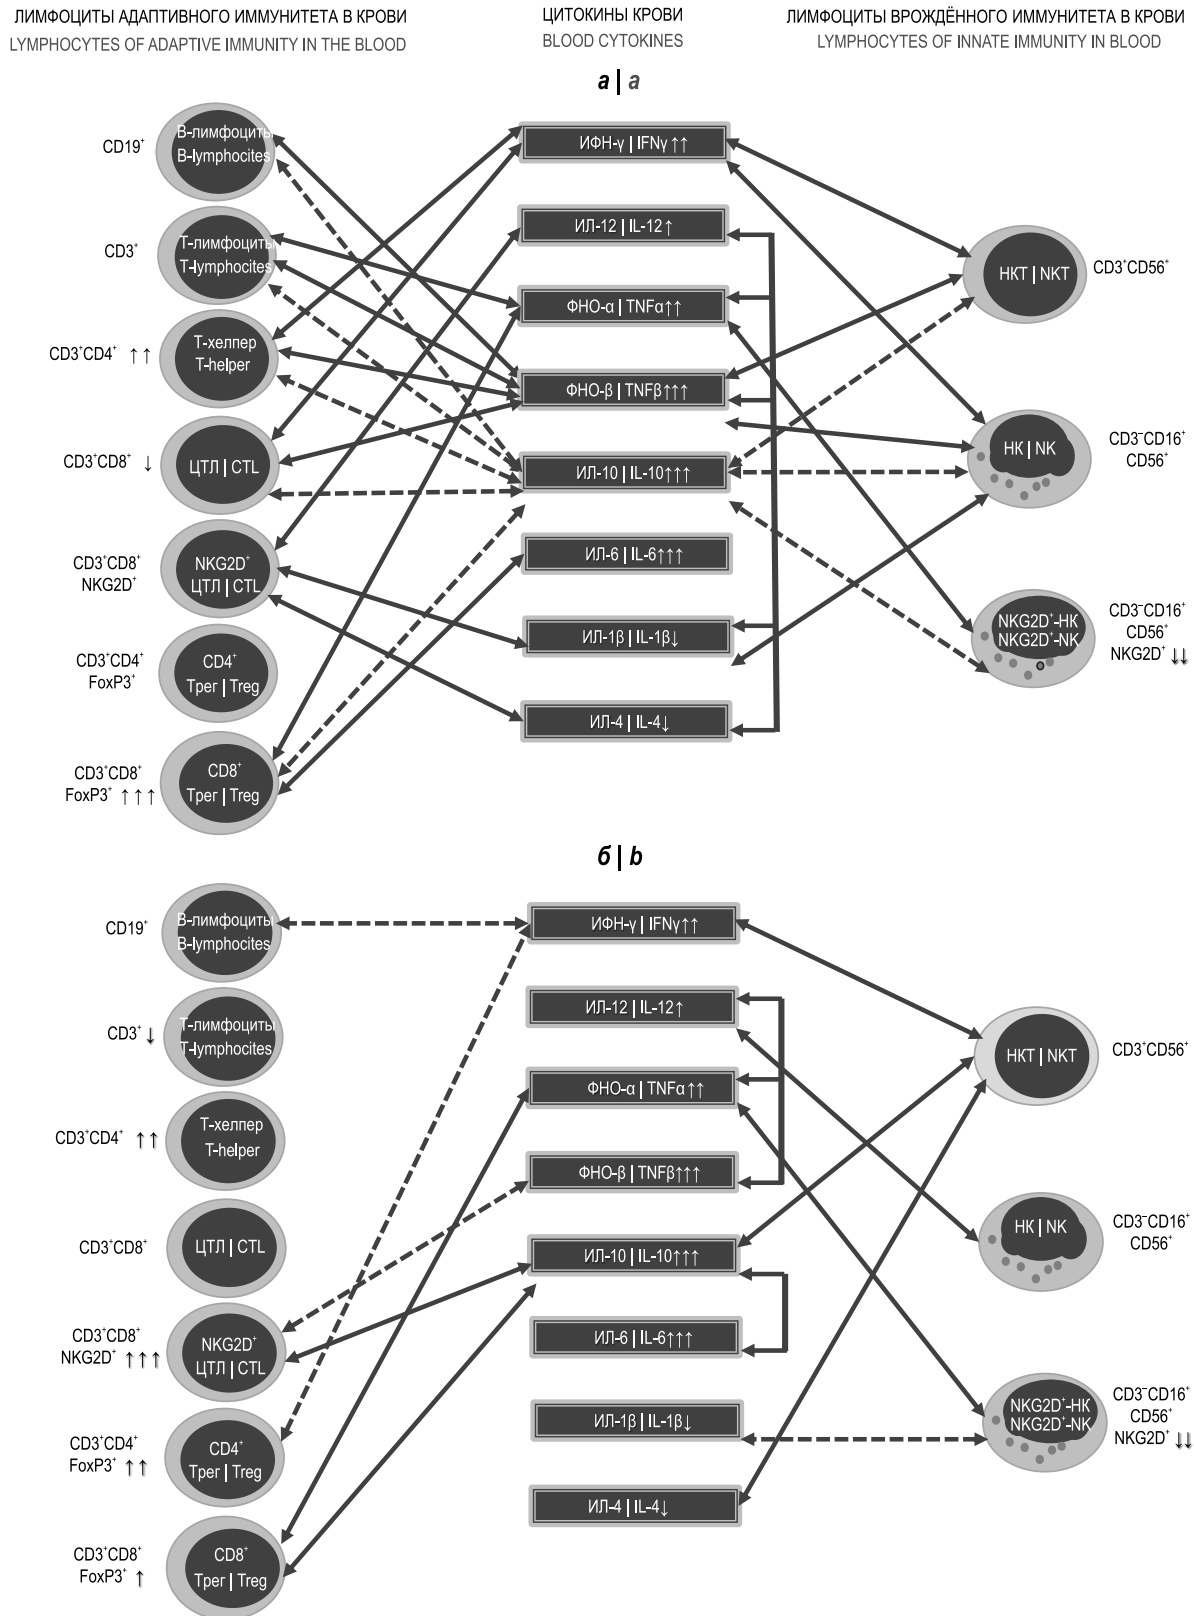 ЛИМФОЦИТЫ АДАПТИВНОГО ИММУНИТЕТА В КРОВИ
LYMPHOCYTES OF ADAPTIVE IMMUNITY IN THE BLOOD
ЦИТОКИНЫ КРОВИ
BLOOD CYTOKINES
ЛИМФОЦИТЫ ВРОЖДЁННОГО ИММУНИТЕТА В КРОВИ
LYMPHOCYTES OF INNATE IMMUNITY IN BLOOD
а | a
CD19⁺
В-лимфоциты
B-lymphocites
CD3⁺
Т-лимфоциты
T-lymphocites
CD3⁺CD4⁺ ↑↑
Т-хелпер
T-helper
CD3⁺CD8⁺ ↓
ЦТЛ | CTL
CD3⁺CD8⁺
NKG2D⁺
NKG2D⁺
ЦТЛ | CTL
CD3⁺CD4⁺
FoxP3⁺
CD4⁺
Трег | Treg
CD3⁺CD8⁺
FoxP3⁺ ↑↑↑
CD8⁺
Трег | Treg
ИФН-γ | IFNγ↑↑
ИЛ-12 | IL-12↑
ФНО-α | TNFα↑↑
ФНО-β | TNFβ↑↑↑
ИЛ-10 | IL-10↑↑↑
ИЛ-6 | IL-6↑↑↑
ИЛ-1β | IL-1β↓
ИЛ-4 | IL-4↓
НКТ | NKT
CD3⁺CD56⁺
НК | NK
CD3⁻CD16⁺
CD56⁺
NKG2D⁺-НК
NKG2D⁺-NK
CD3⁻CD16⁺
CD56⁺
NKG2D⁺ ↓↓
б | b
CD19⁺
В-лимфоциты
B-lymphocites
CD3⁺ ↓
Т-лимфоциты
T-lymphocites
CD3⁺CD4⁺ ↑↑
Т-хелпер
T-helper
CD3⁺CD8⁺
ЦТЛ | CTL
CD3⁺CD8⁺
NKG2D⁺ ↑↑↑
NKG2D⁺
ЦТЛ | CTL
CD3⁺CD4⁺
FoxP3⁺ ↑↑
CD4⁺
Трег | Treg
CD3⁺CD8⁺
FoxP3⁺ ↑
CD8⁺
Трег | Treg
ИФН-γ | IFNγ↑↑
ИЛ-12 | IL-12↑
ФНО-α | TNFα↑↑
ФНО-β | TNFβ↑↑↑
ИЛ-10 | IL-10↑↑↑
ИЛ-6 | IL-6↑↑↑
ИЛ-1β | IL-1β↓
ИЛ-4 | IL-4↓
НКТ | NKT
CD3⁺CD56⁺
НК | NK
CD3⁻CD16⁺
CD56⁺
NKG2D⁺-НК
NKG2D⁺-NK
CD3⁻CD16⁺
CD56⁺
NKG2D⁺ ↓↓